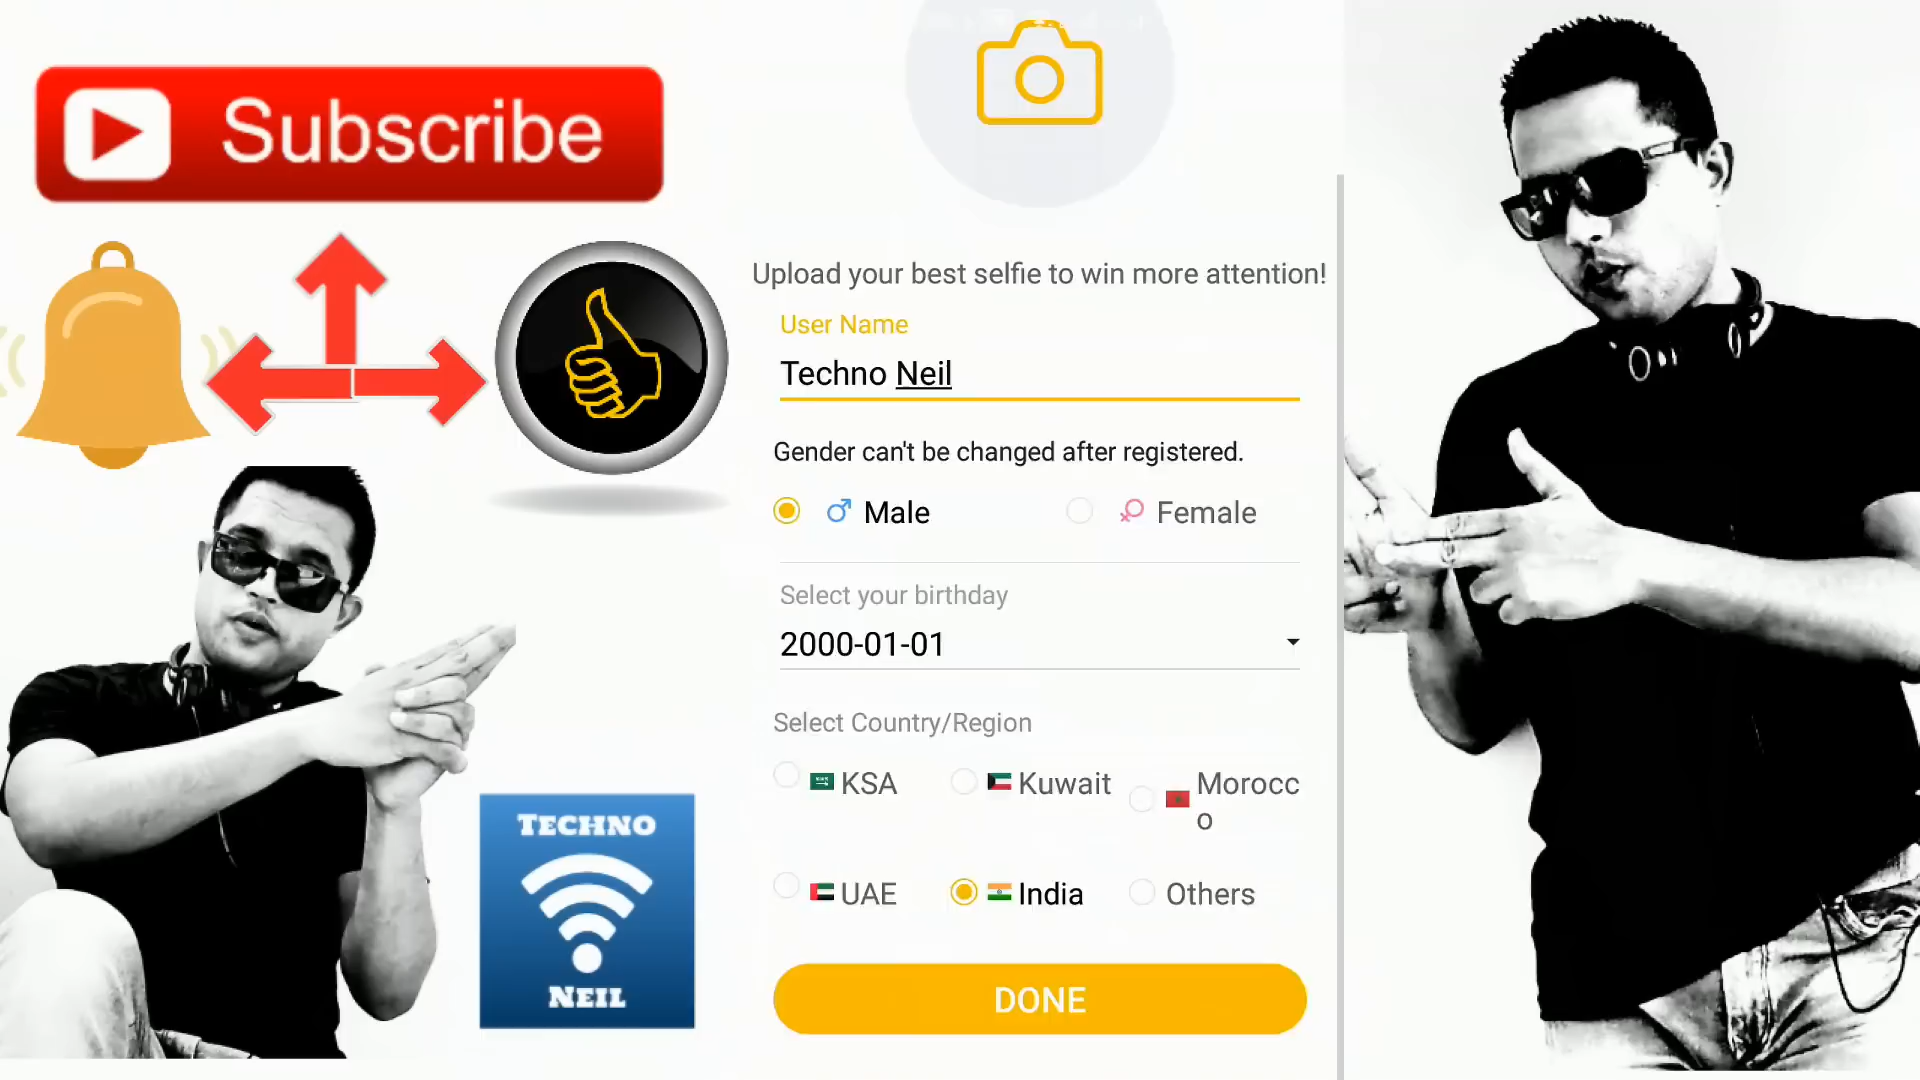 Subscribe
TECHNO
NEIL
Upload your best selfie to win more attention!
User Name
Techno Neil
Gender can't be changed after registered.
Male
Female
Select your birthday
2000-01-01
Select Country/Region
KSA
Kuwait
Morocc
o
UAE
India
Others
DONE